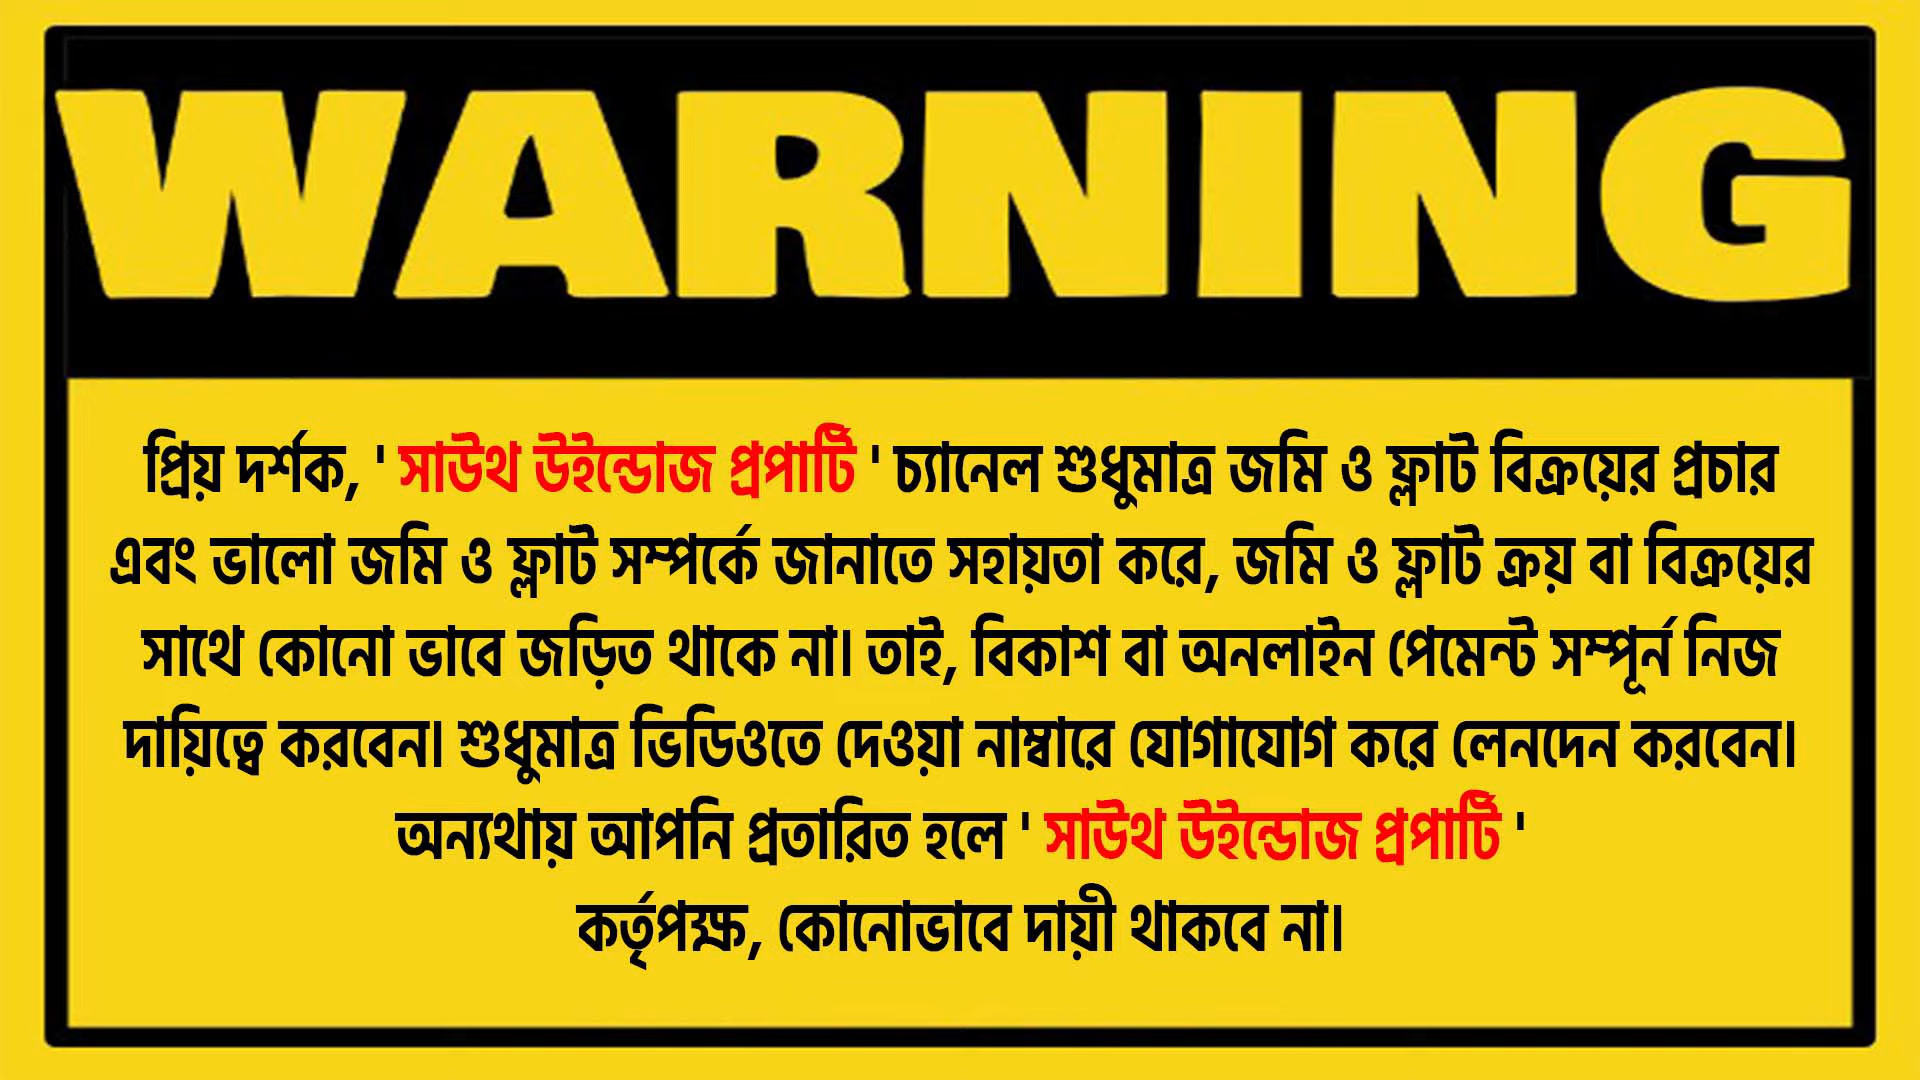 WARNING
প্রিয় দর্শক, ' সাউথ উইন্ডোজ প্রপার্টি ' চ্যানেল শুধুমাত্র জমি ও ফ্লাট বিক্রয়ের প্রচার
এবং ভালো জমি ও ফ্লাট সম্পর্কে জানাতে সহায়তা করে, জমি ও ফ্লাট ক্রয় বা বিক্রয়ের
সাথে কোনো ভাবে জড়িত থাকে না। তাই, বিকাশ বা অনলাইন পেমেন্ট সম্পূর্ন নিজ
দায়িত্বে করবেন। শুধুমাত্র ভিডিওতে দেওয়া নাম্বারে যোগাযোগ করে লেনদেন করবেন।
অন্যথায় আপনি প্রতারিত হলে ' সাউথ উইন্ডোজ প্রপার্টি '
কর্তৃপক্ষ, কোনোভাবে দায়ী থাকবে না।